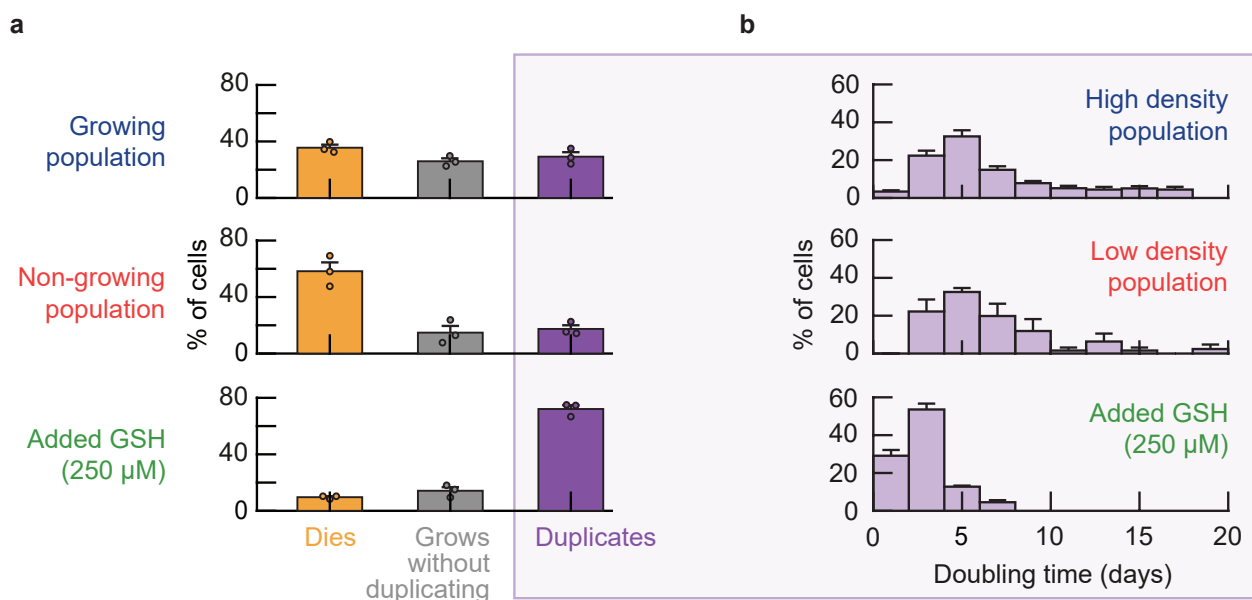 a
b
Growing
population
80
40
0
60
40
20
0
High density
population
Non-growing
population
% of cells
80
40
0
% of cells
60
40
20
0
Low density
population
Added GSH
(250 µM)
80
40
0
60
40
20
0
Added GSH
(250 µM)
Dies
Grows
without
duplicating
Duplicates
0
5
10
15
20
Doubling time (days)